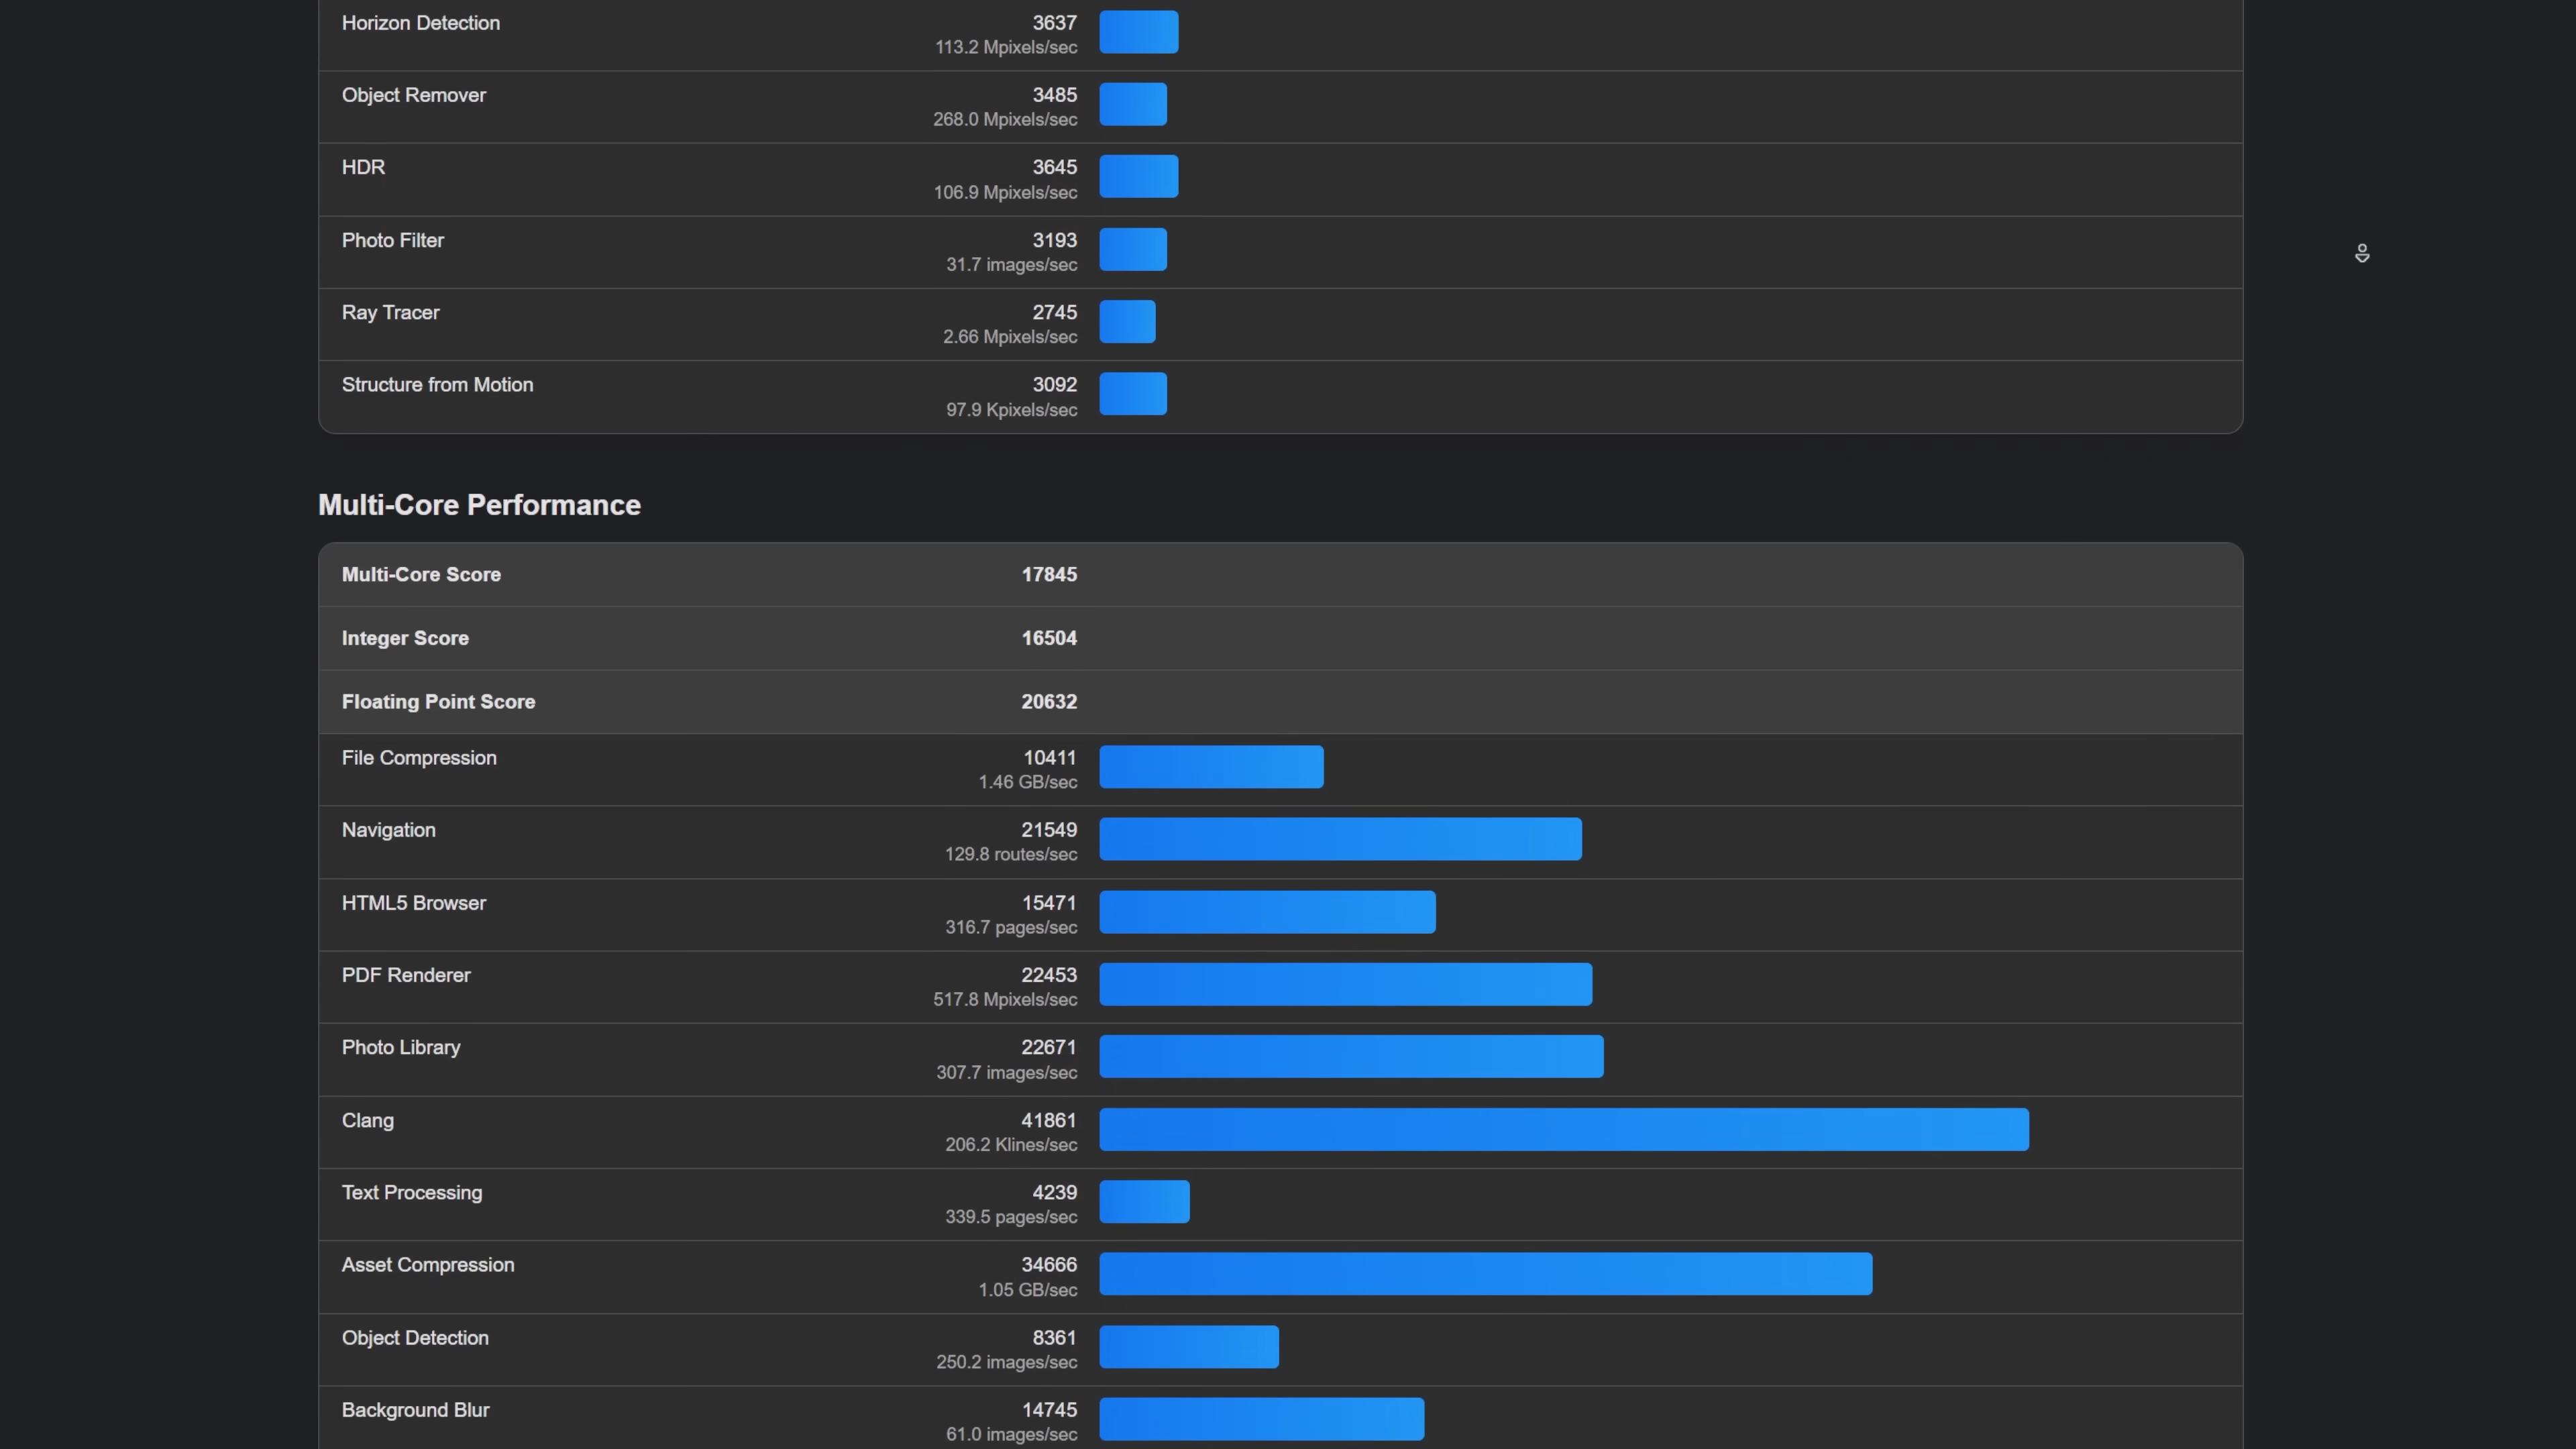 Horizon Detection 3637
113.2 Mpixels/sec
Object Remover 3485
268.0 Mpixels/sec
HDR 3645
106.9 Mpixels/sec
Photo Filter 3193
31.7 images/sec
Ray Tracer 2745
2.66 Mpixels/sec
Structure from Motion 3092
97.9 Kpixels/sec
Multi-Core Performance
Multi-Core Score 17845
Integer Score 16504
Floating Point Score 20632
File Compression 10411
1.46 GB/sec
Navigation 21549
129.8 routes/sec
HTML5 Browser 15471
316.7 pages/sec
PDF Renderer 22453
517.8 Mpixels/sec
Photo Library 22671
307.7 images/sec
Clang 41861
206.2 Klines/sec
Text Processing 4239
339.5 pages/sec
Asset Compression 34666
1.05 GB/sec
Object Detection 8361
250.2 images/sec
Background Blur 14745
61.0 images/sec